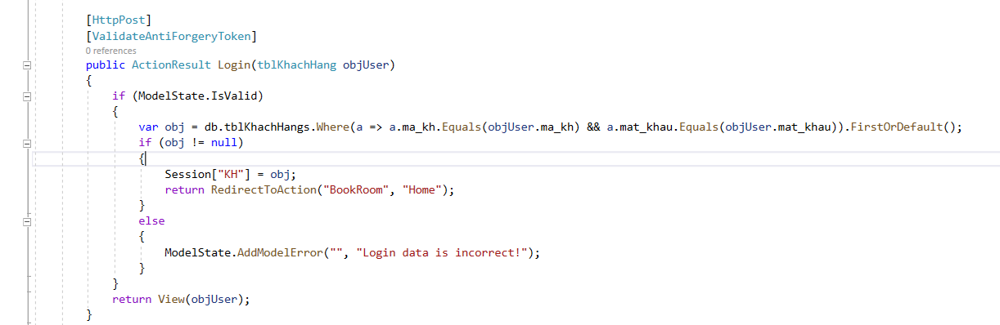 [HttpPost]
[ValidateAntiForgeryToken]
0 references
public ActionResult Login(tblKhachHang objUser)
{
if (ModelState.IsValid)
{
var obj = db.tblKhachHangs.Where(a => a.ma_kh.Equals(objUser.ma_kh) && a.mat_khau.Equals(objUser.mat_khau)).FirstOrDefault();
if (obj != null)
{
Session["KH"] = obj;
return RedirectToAction("BookRoom", "Home");
}
else
{
ModelState.AddModelError("", "Login data is incorrect!");
}
}
return View(objUser);
}